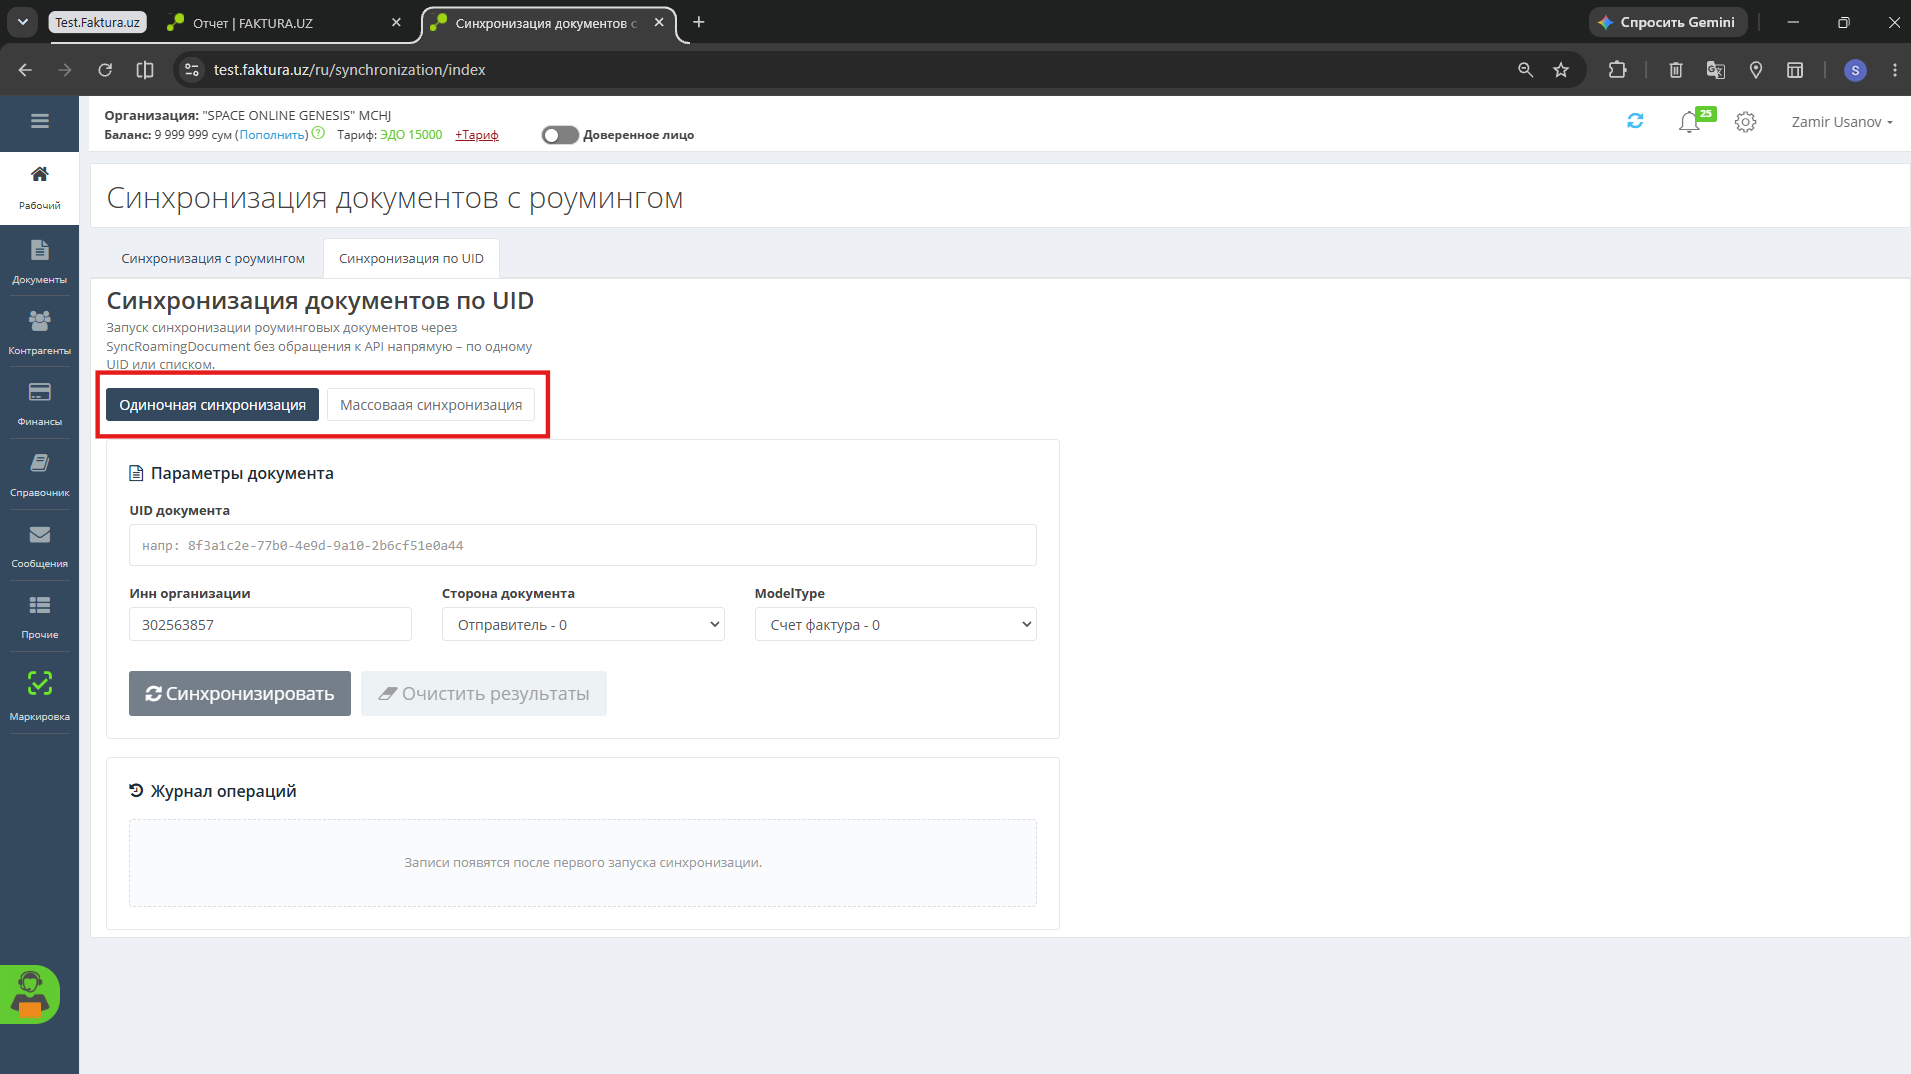 Test.Faktura.uz
Отчет | FAKTURA.UZ
Синхронизация документов с
Спросить Gemini
test.faktura.uz/ru/synchronization/index
S
Организация: "SPACE ONLINE GENESIS" MCHJ
Баланс: 9 999 999 сум (Пополнить) ? Тариф: ЭДО 15000 +Тариф
Доверенное лицо
25
Zamir Usanov
Рабочий
Документы
Контрагенты
Финансы
Справочник
Сообщения
Прочие
Маркировка
Синхронизация документов с роумингом
Синхронизация с роумингом
Синхронизация по UID
Синхронизация документов по UID
Запуск синхронизации роуминговых документов через
SyncRoamingDocument без обращения к API напрямую – по одному
UID или списком.
Одиночная синхронизация
Массоваая синхронизация
Параметры документа
UID документа
напр: 8f3a1c2e-77b0-4e9d-9a10-2b6cf51e0a44
Инн организации
Сторона документа
ModelType
302563857
Отправитель - 0
Счет фактура - 0
Синхронизировать
Очистить результаты
Журнал операций
Записи появятся после первого запуска синхронизации.